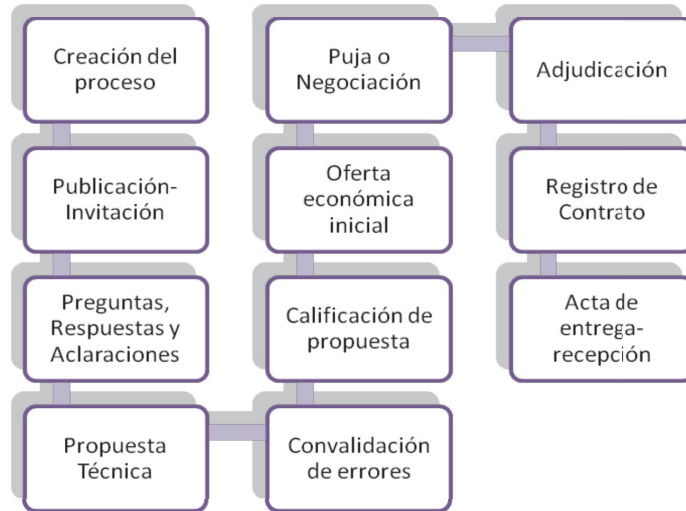 Creación del
proceso
Publicación-
Invitación
Preguntas,
Respuestas y
Aclaraciones
Propuesta
Técnica
Convalidación
de errores
Calificación de
propuesta
Oferta
económica
inicial
Puja o
Negociación
Adjudicación
Registro de
Contrato
Acta de
entrega-
recepción